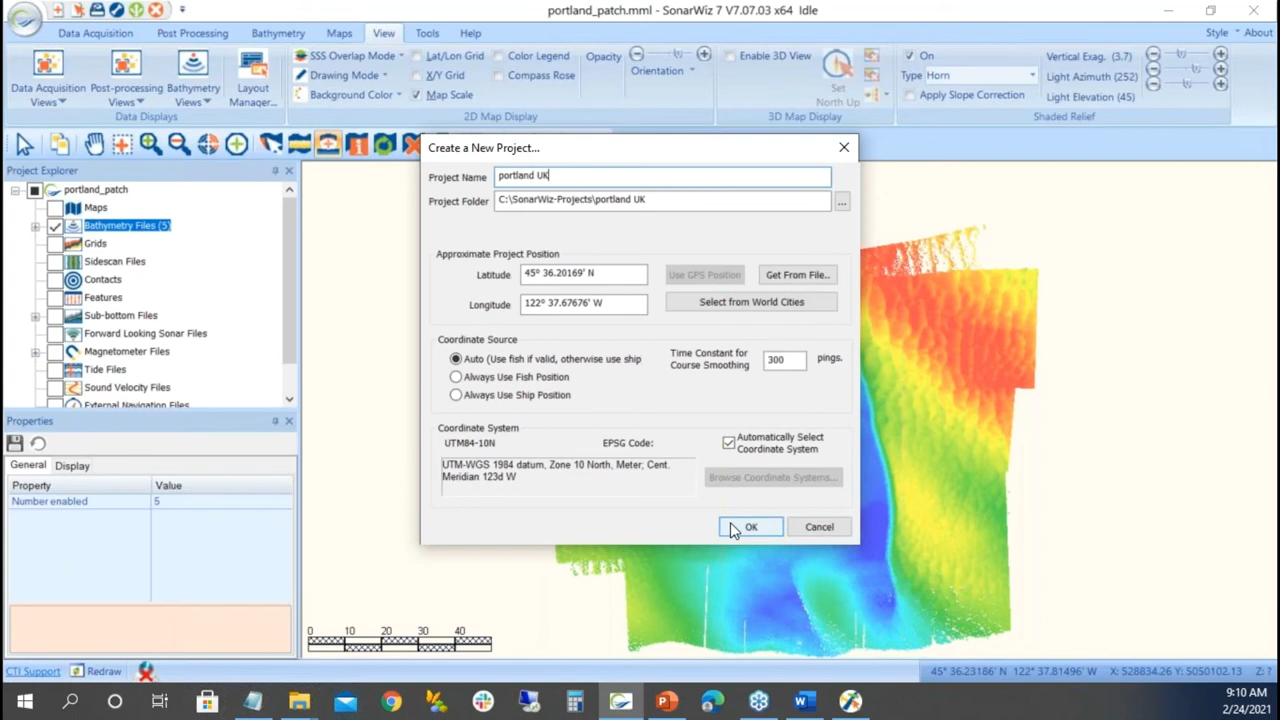 portland_patch.mml - SonarWiz 7 V7.07.03 x64 Idle
Data Acquisition Post Processing Bathymetry Maps View Tools Help Style About
SSS Overlap Mode Lat/Lon Grid Color Legend Opacity Enable 3D View On Vertical Exag. (3.7)
Drawing Mode X/Y Grid Compass Rose Orientation Type Horn Light Azimuth (252)
Background Color Map Scale Apply Slope Correction Light Elevation (45)
Data Acquisition Views
Post-processing Views
Bathymetry Views
Layout Manager...
Set North Up
Data Displays 2D Map Display 3D Map Display Shaded Relief
Project Explorer
portland_patch
Maps
Bathymetry Files (5)
Grids
Sidescan Files
Contacts
Features
Sub-bottom Files
Forward Looking Sonar Files
Magnetometer Files
Tide Files
Sound Velocity Files
External Navigation Files
Properties
General Display
Property Value
Number enabled 5
Create a New Project...
Project Name portland UK
Project Folder C:\SonarWiz-Projects\portland UK ...
Approximate Project Position
Latitude 45° 36.20169' N Use GPS Position Get From File..
Longitude 122° 37.67676' W Select from World Cities
Coordinate Source
Auto (Use fish if valid, otherwise use ship
Always Use Fish Position
Always Use Ship Position
Time Constant for
Course Smoothing 300 pings.
Coordinate System
UTM84-10N EPSG Code:
UTM-WGS 1984 datum, Zone 10 North, Meter; Cent.
Meridian 123d W
Automatically Select
Coordinate System
Browse Coordinate Systems...
OK Cancel
0 10 20 30 40
CTI Support Redraw 45° 36.23186' N 122° 37.81496' W X: 528834.26 Y: 5050102.13 Z: ?
9:10 AM
2/24/2021